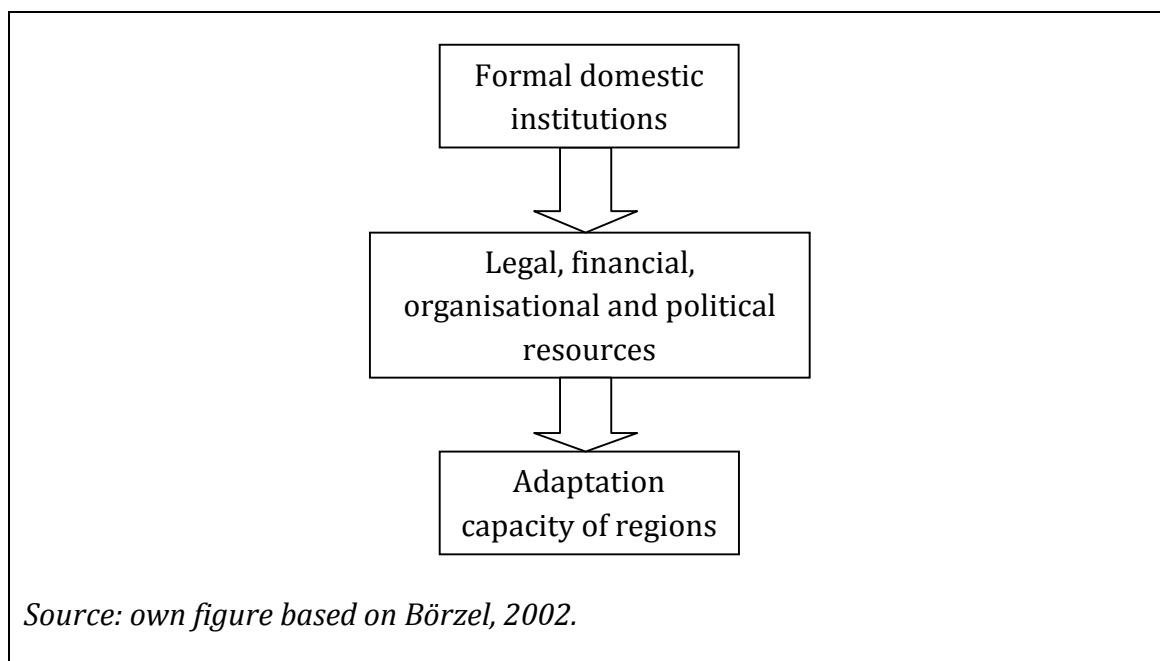 Formal domestic
institutions
Legal, financial,
organisational and political
resources
Adaptation
capacity of regions
Source: own figure based on Börzel, 2002.